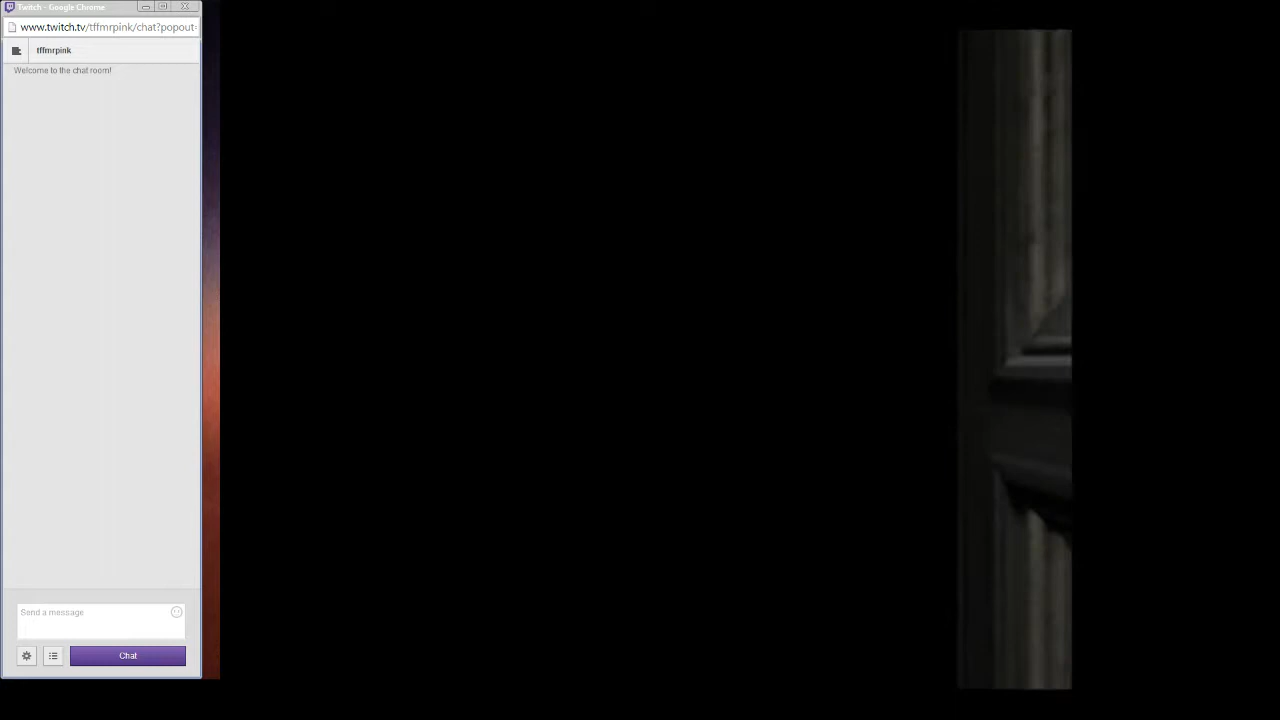 Twitch - Google Chrome
www.twitch.tv/tffmrpink/chat?popout=
tffmrpink
Welcome to the chat room!
Send a message
Chat